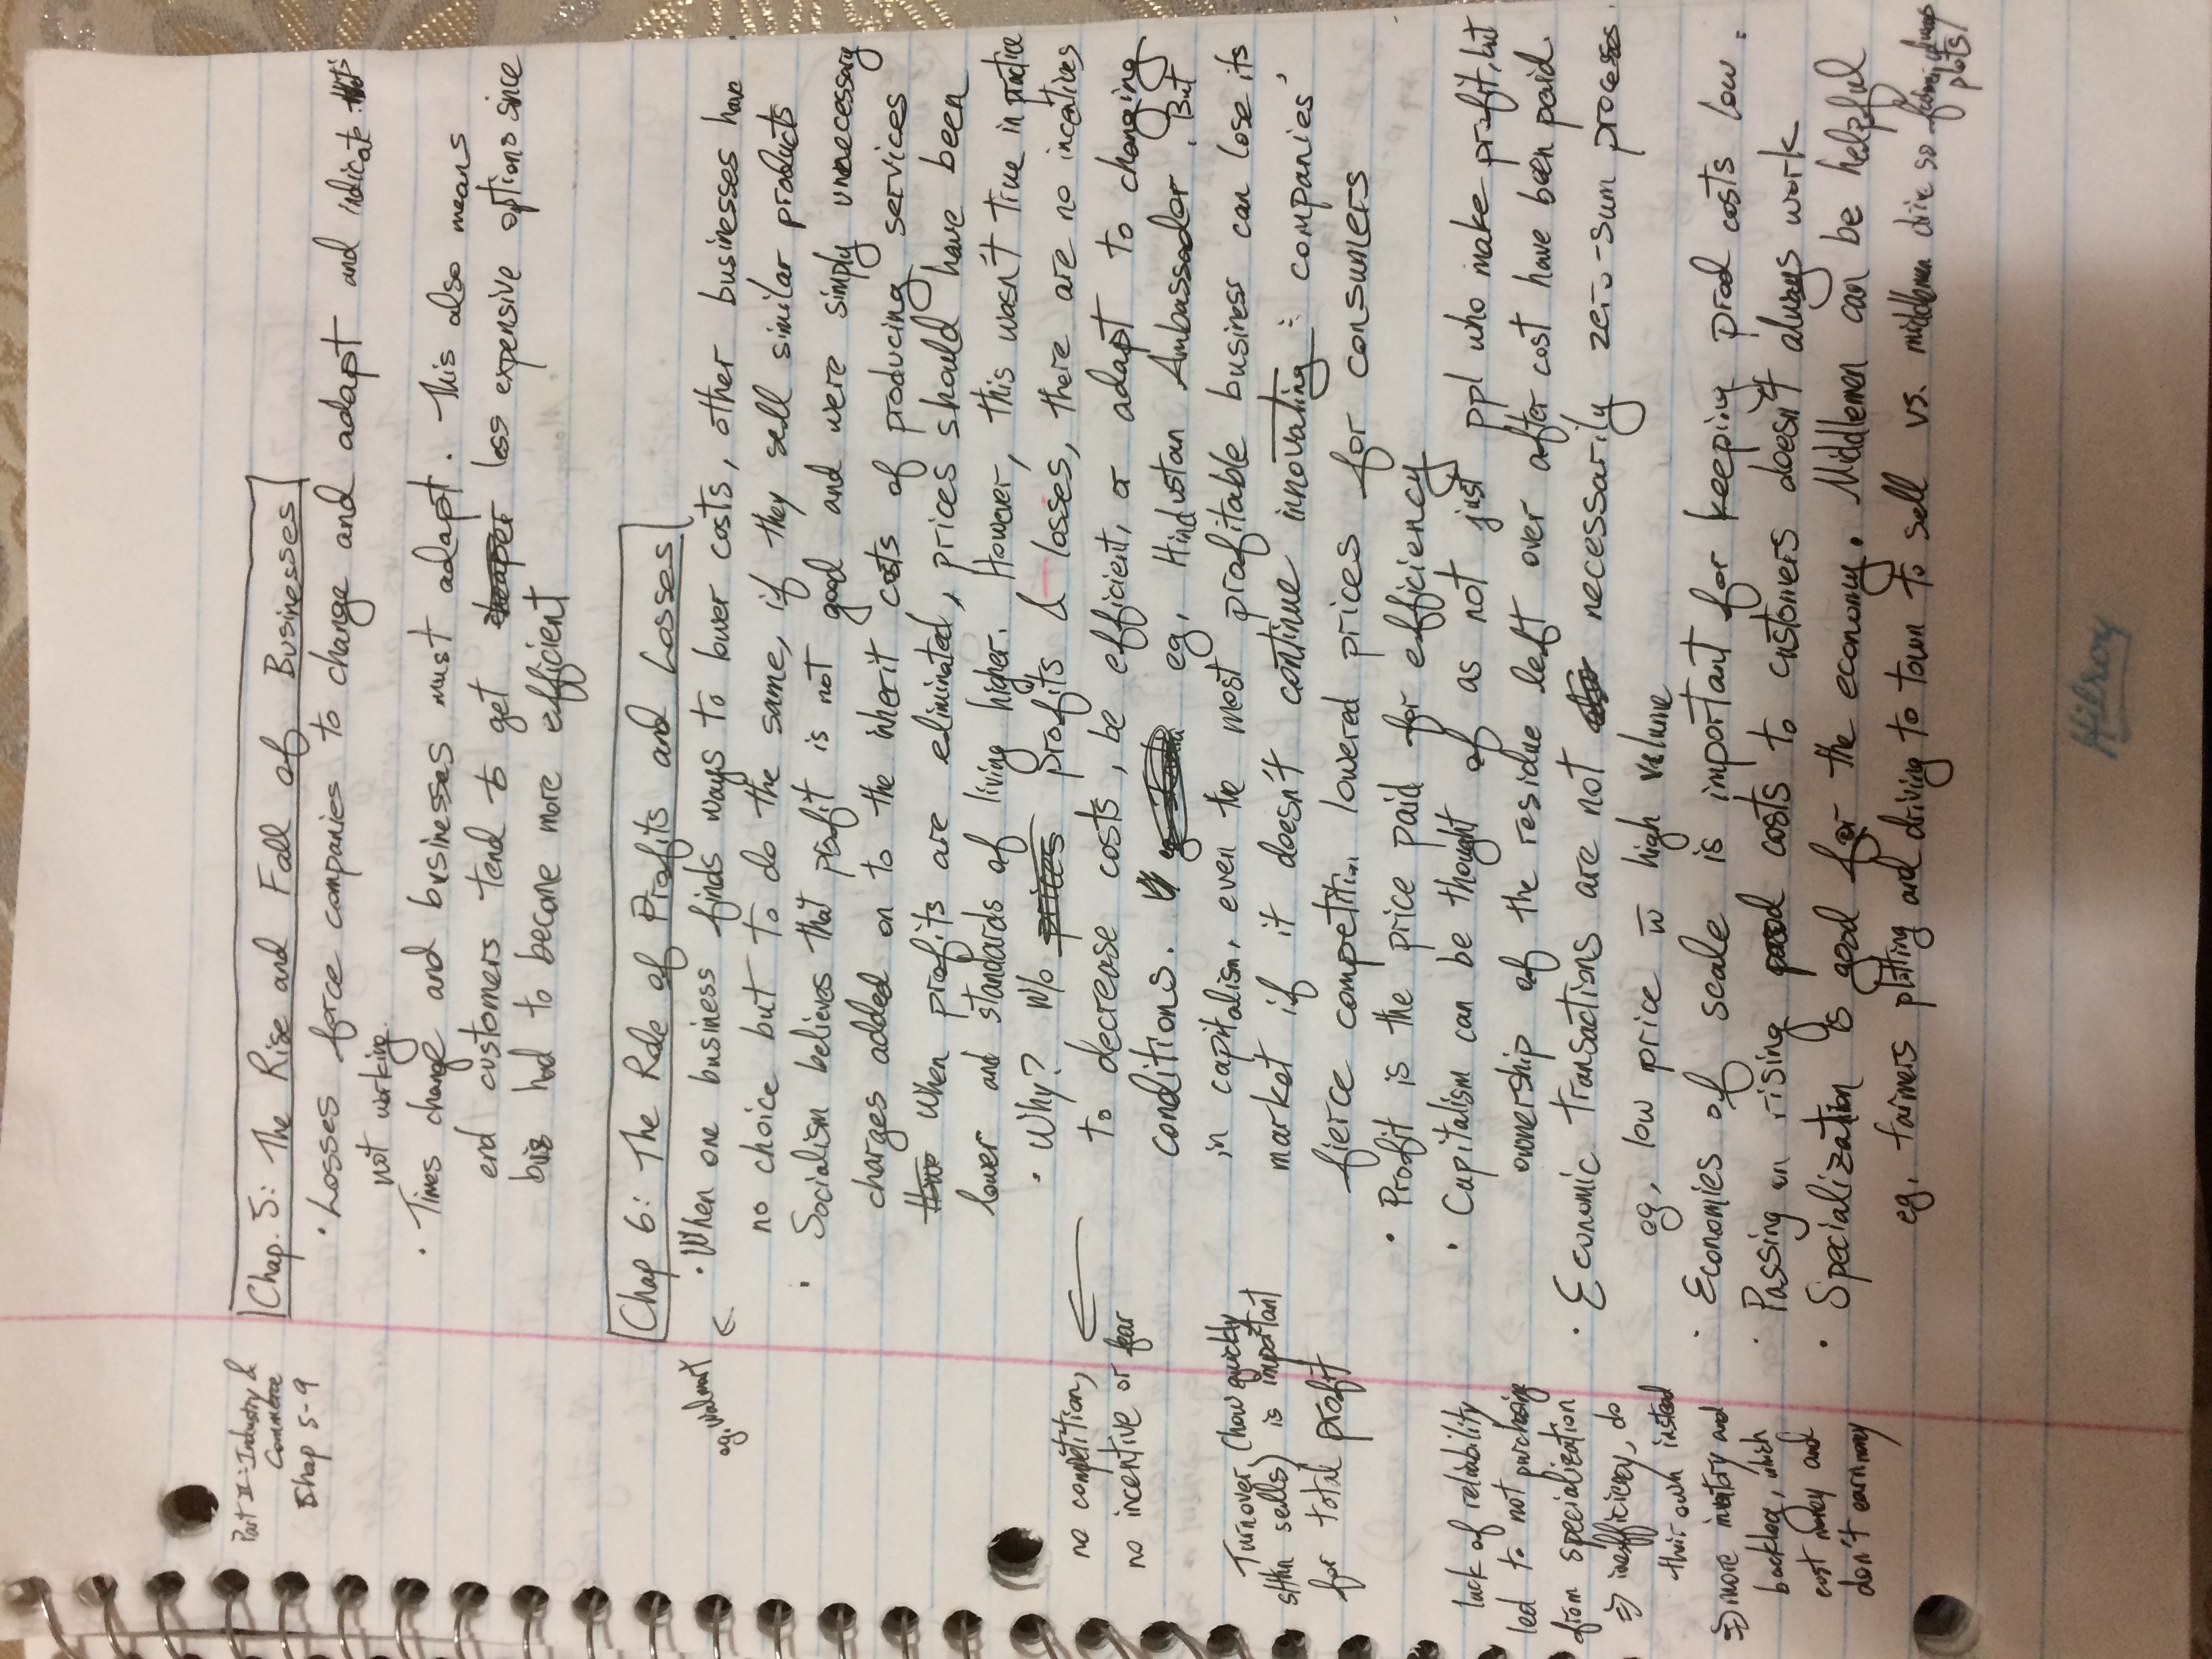 Part II: Industry &
Commerce
Chap 5-9
Chap. 5: The Rise and Fall of Businesses
· Losses force companies to change and adapt and indicate
not working.
· Times change and businesses must adapt. This also means
end customers tend to get less expensive options since
bus had to become more efficient
Chap 6: The Role of Profits and Losses
eg, walmart <
· When one business finds ways to lower costs, other businesses have
no choice but to do the same, if they sell similar products
· Socialism believes that profit is not good and were simply unnecessary
charges added on to the inherit costs of producing services
When profits are eliminated, prices should have been
lower and standards of living higher. However, this wasn't true in practice
· Why? w/o profits & losses, there are no incentives
to decrease costs, be efficient, or adapt to changing
conditions. eg, Hindustan Ambassador. But
in capitalism, even the most profitable business can lose its
market if it doesn't continue innovating ∵ companies'
fierce competition lowered prices for consumers
no competition,
no incentive or fear
Turnover (how quickly
sthn sells) is important
for total profit
· Profit is the price paid for efficiency
· Capitalism can be thought of as not just ppl who make profit, but
ownership of the residue left over after cost have been paid.
· Economic transactions are not necessarily zero-sum process.
eg, low price w high volume
· Economies of scale is important for keeping prod costs low.
· Passing on rising costs to customers doesn't always work
· Specialization is good for the economy. Middlemen can be helpful
eg, farmers plotting and driving to town to sell vs. middlemen drive so farmers plots/
lack of reliability
led to not purchasing
from specialization
⇒ inefficiency, do
their own instead
⇒ more inventory and
backlog, which
cost money and
don't earn money
Hilroy